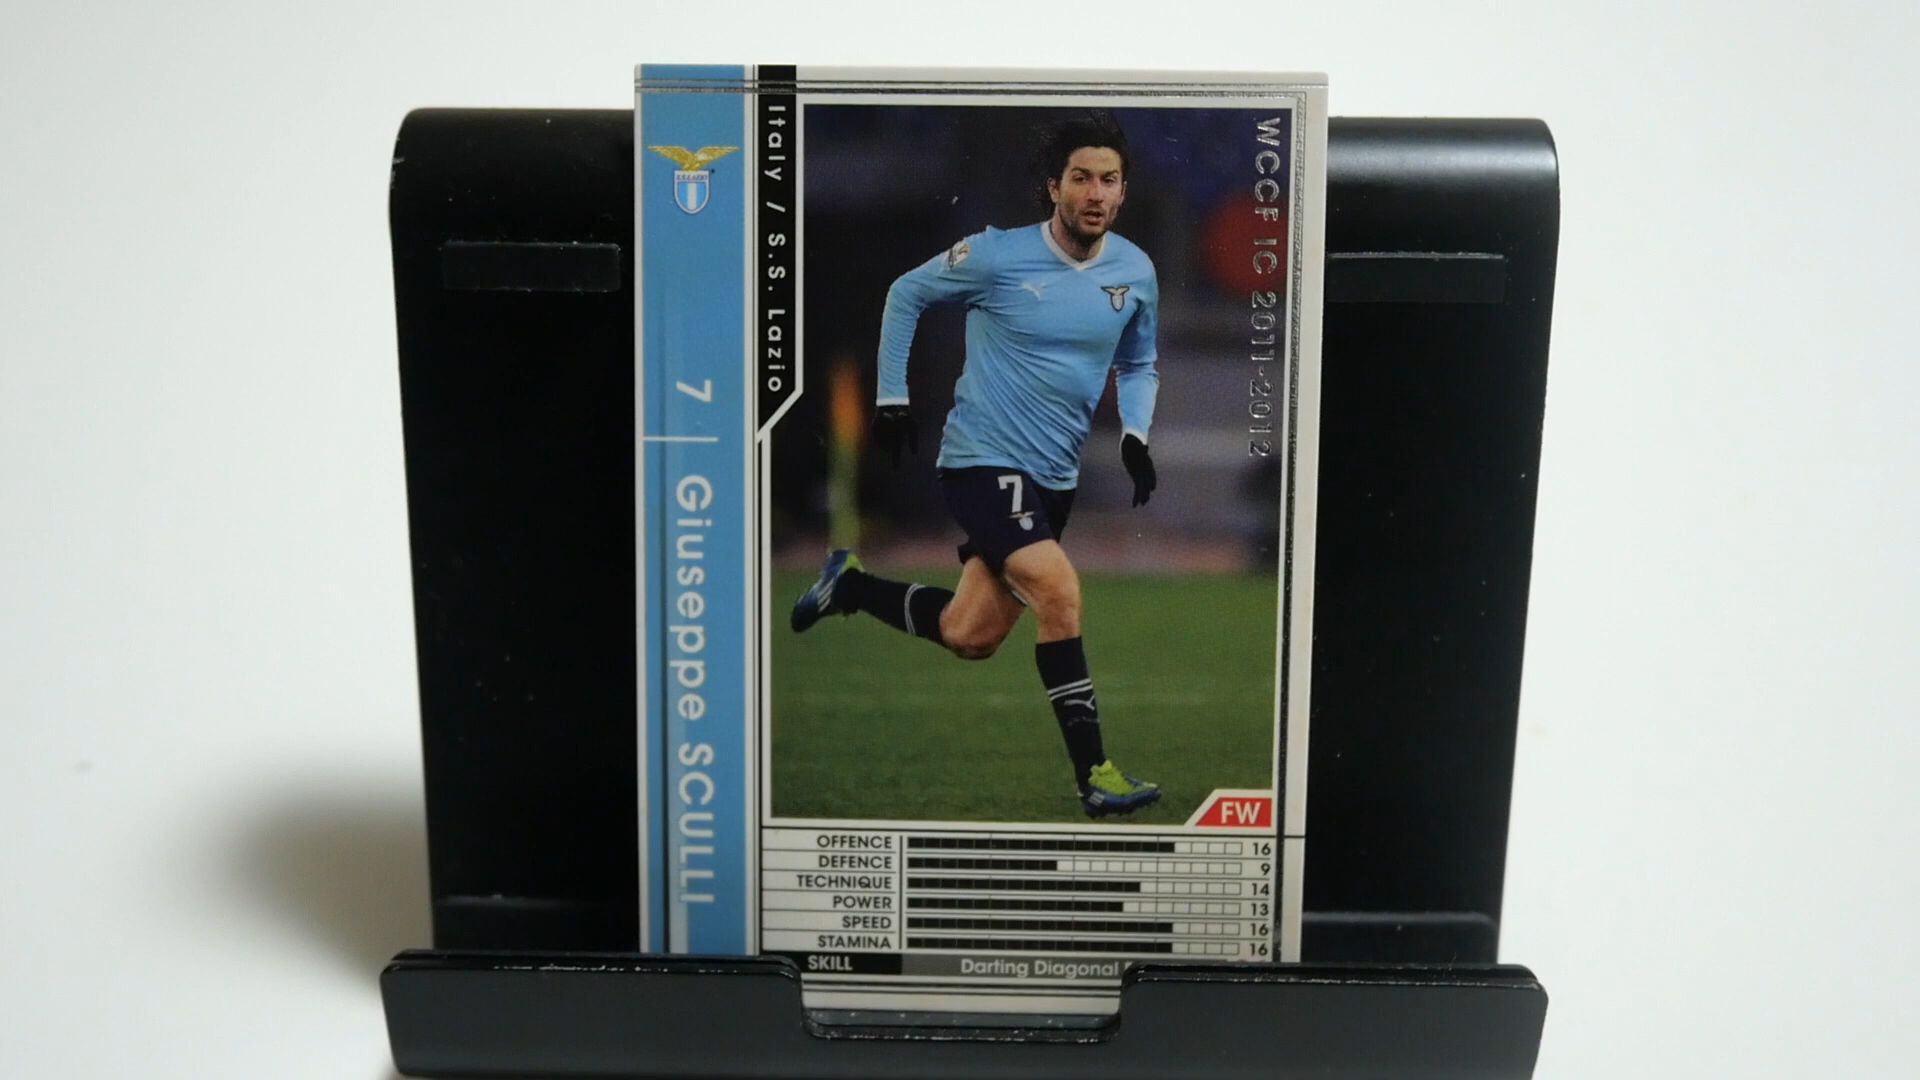 Italy / S.S. Lazio
WCCF IC 2011-2012
7
Giuseppe SCULLI
S.S. LAZIO
7
FW
OFFENCE 16
DEFENCE 9
TECHNIQUE 14
POWER 13
SPEED 16
STAMINA 16
SKILL Darting Diagonal